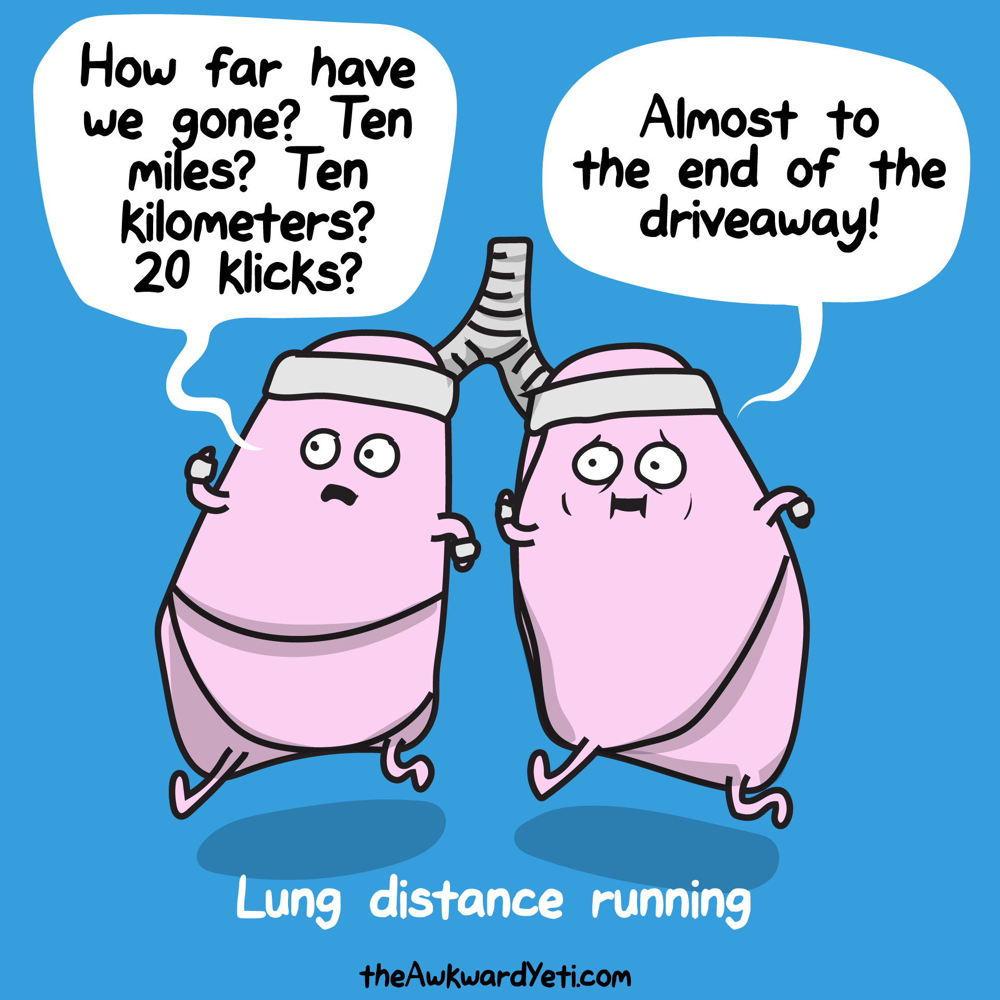 How far have
we gone? Ten
miles? Ten
kilometers?
20 klicks?
Almost to
the end of the
driveaway!
Lung distance running
theAwkwardYeti.com